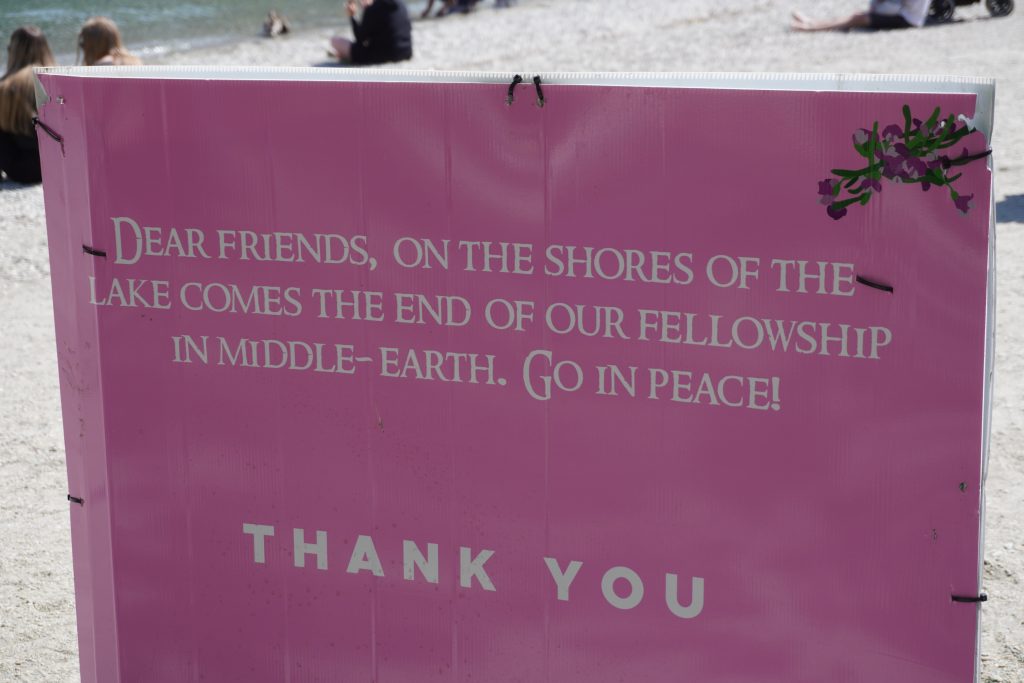 Dear friends, on the shores of the
lake comes the end of our fellowship
in Middle-earth. Go in peace!
THANK YOU